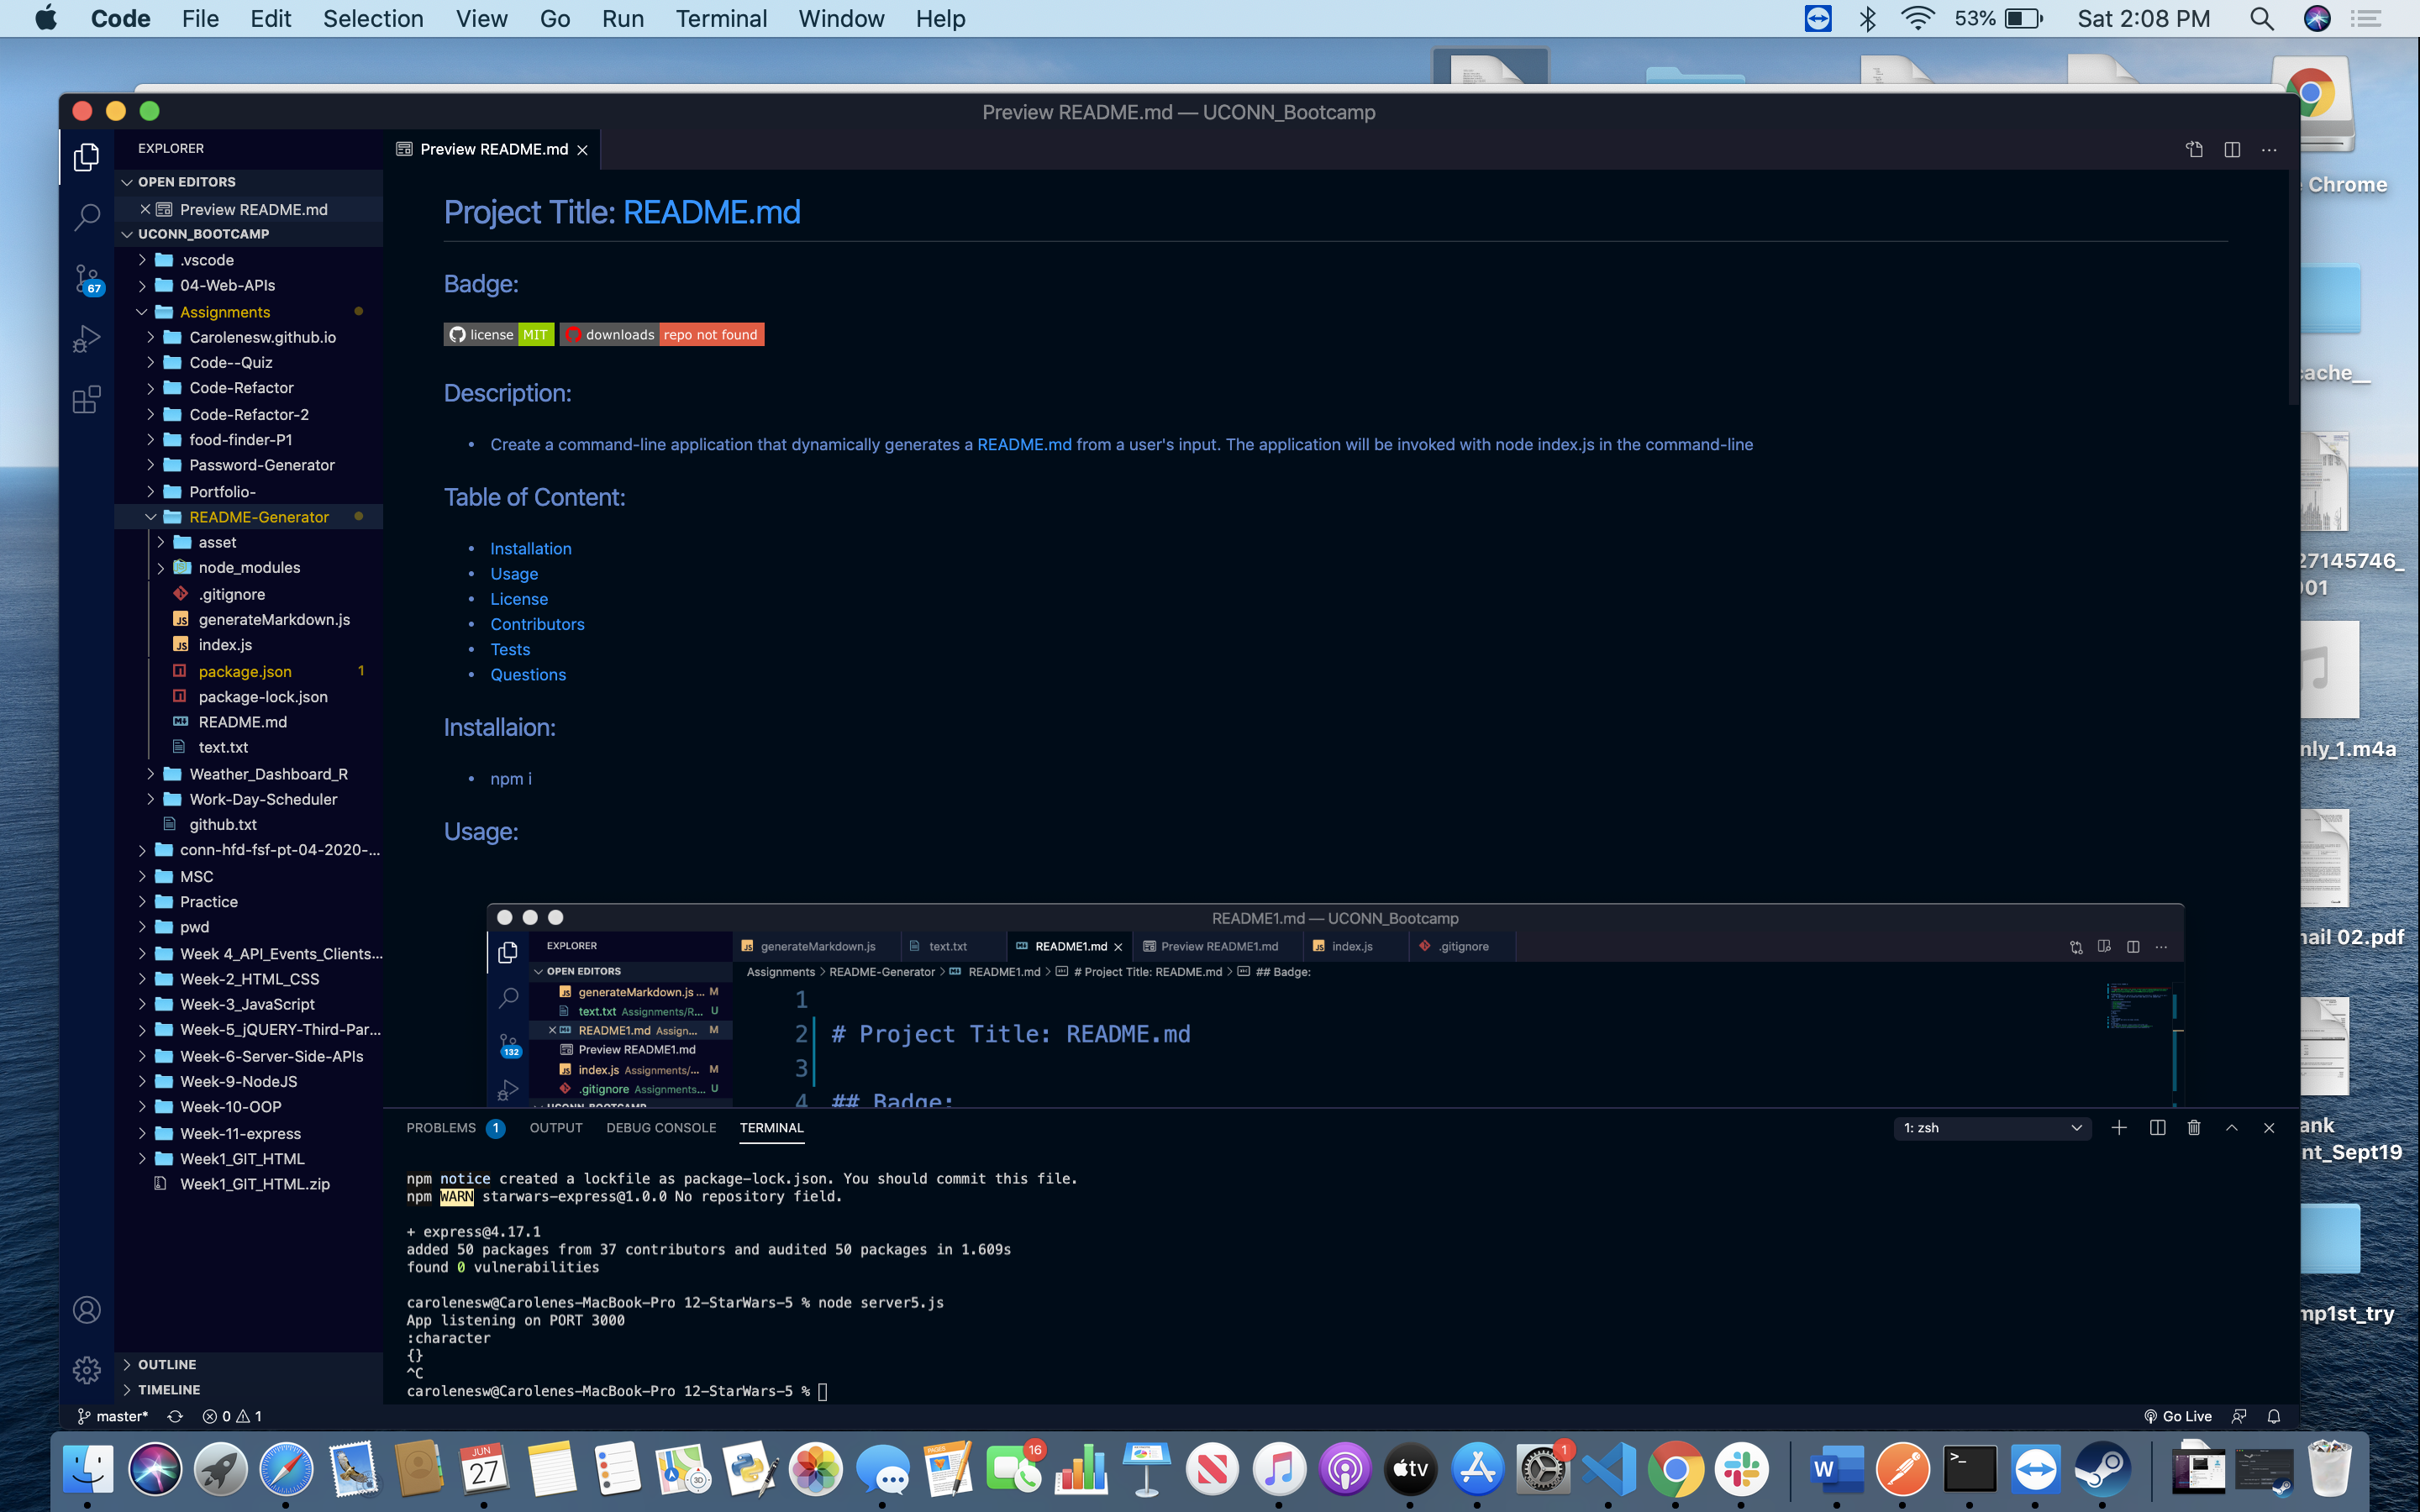 Code File Edit Selection View Go Run Terminal Window Help 53% Sat 2:08 PM
Preview README.md — UCONN_Bootcamp
EXPLORER
OPEN EDITORS
Preview README.md
UCONN_BOOTCAMP
.vscode
04-Web-APIs
Assignments
Carolenesw.github.io
Code--Quiz
Code-Refactor
Code-Refactor-2
food-finder-P1
Password-Generator
Portfolio-
README-Generator
asset
node_modules
.gitignore
generateMarkdown.js
index.js
package.json 1
package-lock.json
README.md
text.txt
Weather_Dashboard_R
Work-Day-Scheduler
github.txt
conn-hfd-fsf-pt-04-2020-...
MSC
Practice
pwd
Week 4_API_Events_Clients...
Week-2_HTML_CSS
Week-3_JavaScript
Week-5_jQUERY-Third-Par...
Week-6-Server-Side-APIs
Week-9-NodeJS
Week-10-OOP
Week-11-express
Week1_GIT_HTML
Week1_GIT_HTML.zip
OUTLINE
TIMELINE
67
Preview README.md
Project Title: README.md
Badge:
license MIT downloads repo not found
Description:
• Create a command-line application that dynamically generates a README.md from a user's input. The application will be invoked with node index.js in the command-line
Table of Content:
• Installation
• Usage
• License
• Contributors
• Tests
• Questions
Installaion:
• npm i
Usage:
README1.md — UCONN_Bootcamp
EXPLORER
generateMarkdown.js text.txt README1.md Preview README1.md index.js .gitignore
OPEN EDITORS
Assignments > README-Generator > README1.md > # Project Title: README.md > ## Badge:
generateMarkdown.js ... M
text.txt Assignments/R... U
README1.md Assign... M
Preview README1.md
index.js Assignments/... M
.gitignore Assignments... U
UCONN_BOOTCAMP
132
1
2 # Project Title: README.md
3
4 ## Badge:
PROBLEMS 1 OUTPUT DEBUG CONSOLE TERMINAL 1: zsh
npm notice created a lockfile as package-lock.json. You should commit this file.
npm WARN starwars-express@1.0.0 No repository field.
+ express@4.17.1
added 50 packages from 37 contributors and audited 50 packages in 1.609s
found 0 vulnerabilities
carolenesw@Carolenes-MacBook-Pro 12-StarWars-5 % node server5.js
App listening on PORT 3000
:character
{}
^C
carolenesw@Carolenes-MacBook-Pro 12-StarWars-5 %
master* 0 1 Go Live
Chrome
cache__
27145746_
001
nly_1.m4a
nail 02.pdf
ank
nt_Sept19
mp1st_try
JUN
27
PAGES
3D
16
tv
1
W
>_